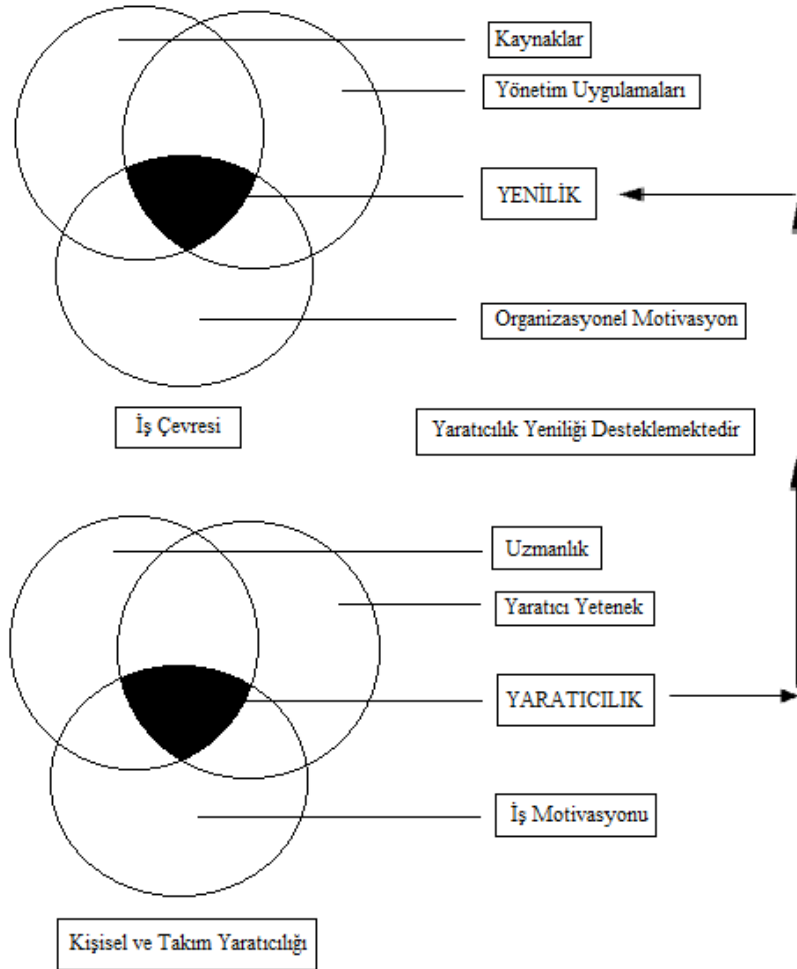 Kaynaklar
Yönetim Uygulamaları
YENİLİK
Organizasyonel Motivasyon
İş Çevresi
Yaratıcılık Yeniliği Desteklemektedir
Uzmanlık
Yaratıcı Yetenek
YARATICILIK
İş Motivasyonu
Kişisel ve Takım Yaratıcılığı